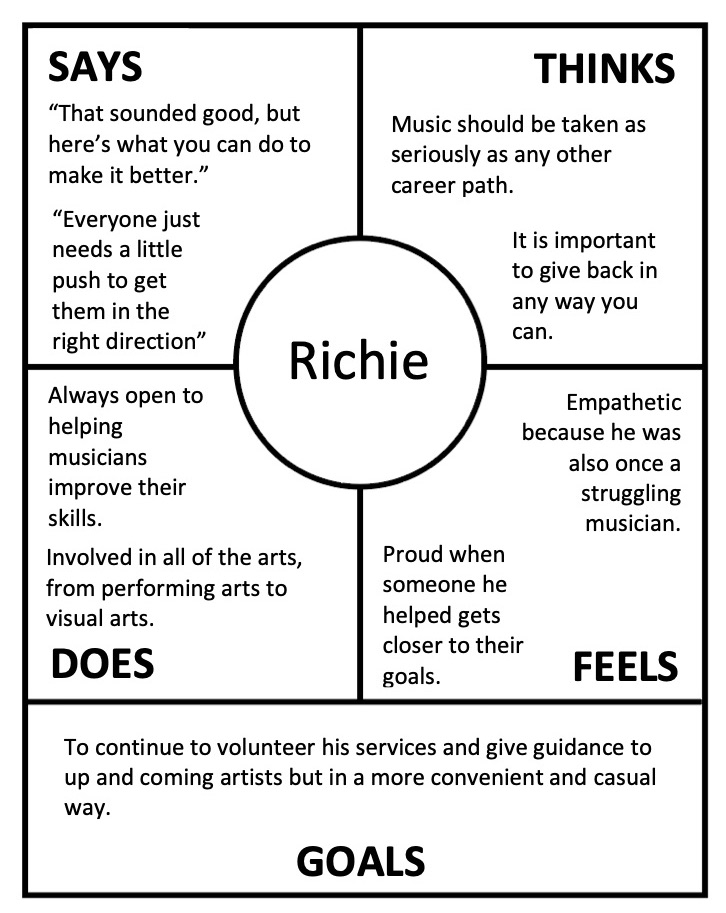 SAYS
“That sounded good, but
here’s what you can do to
make it better.”
“Everyone just
needs a little
push to get
them in the
right direction”
THINKS
Music should be taken as
seriously as any other
career path.
It is important
to give back in
any way you
can.
Richie
Always open to
helping
musicians
improve their
skills.
Involved in all of the arts,
from performing arts to
visual arts.
DOES
Empathetic
because he was
also once a
struggling
musician.
Proud when
someone he
helped gets
closer to their
goals.
FEELS
To continue to volunteer his services and give guidance to
up and coming artists but in a more convenient and casual
way.
GOALS